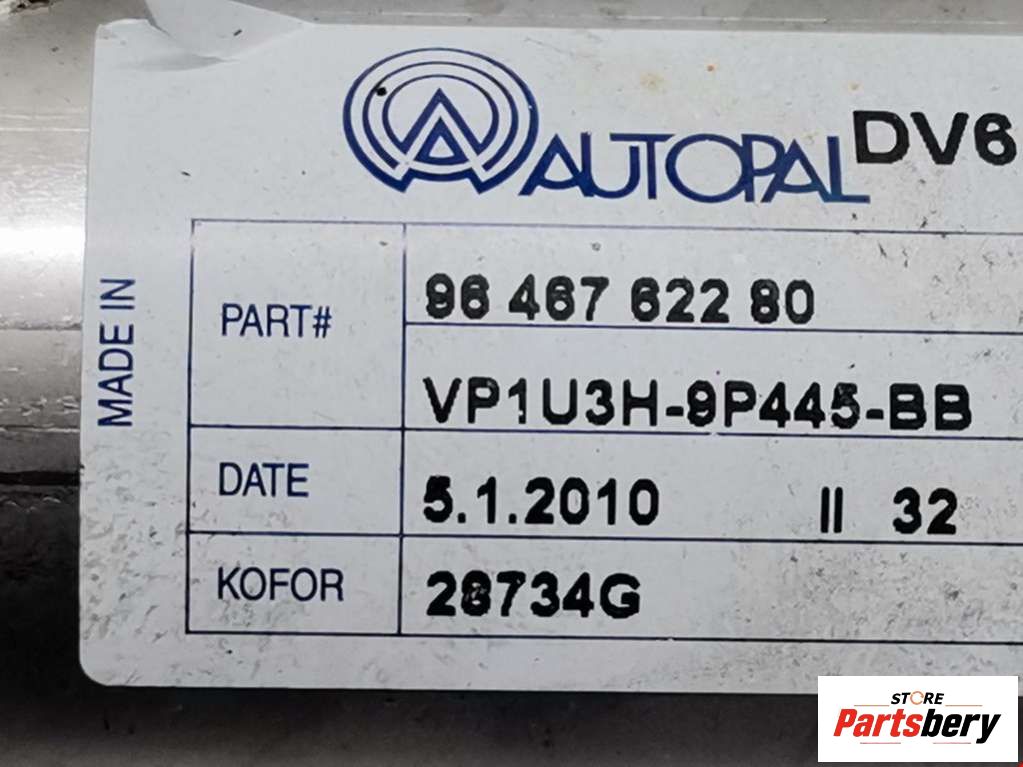 AUTOPAL DV6
MADE IN
PART# 96 467 622 80
VP1U3H-9P445-BB
DATE 5.1.2010 II 32
KOFOR 28734G
STORE
Partsbery